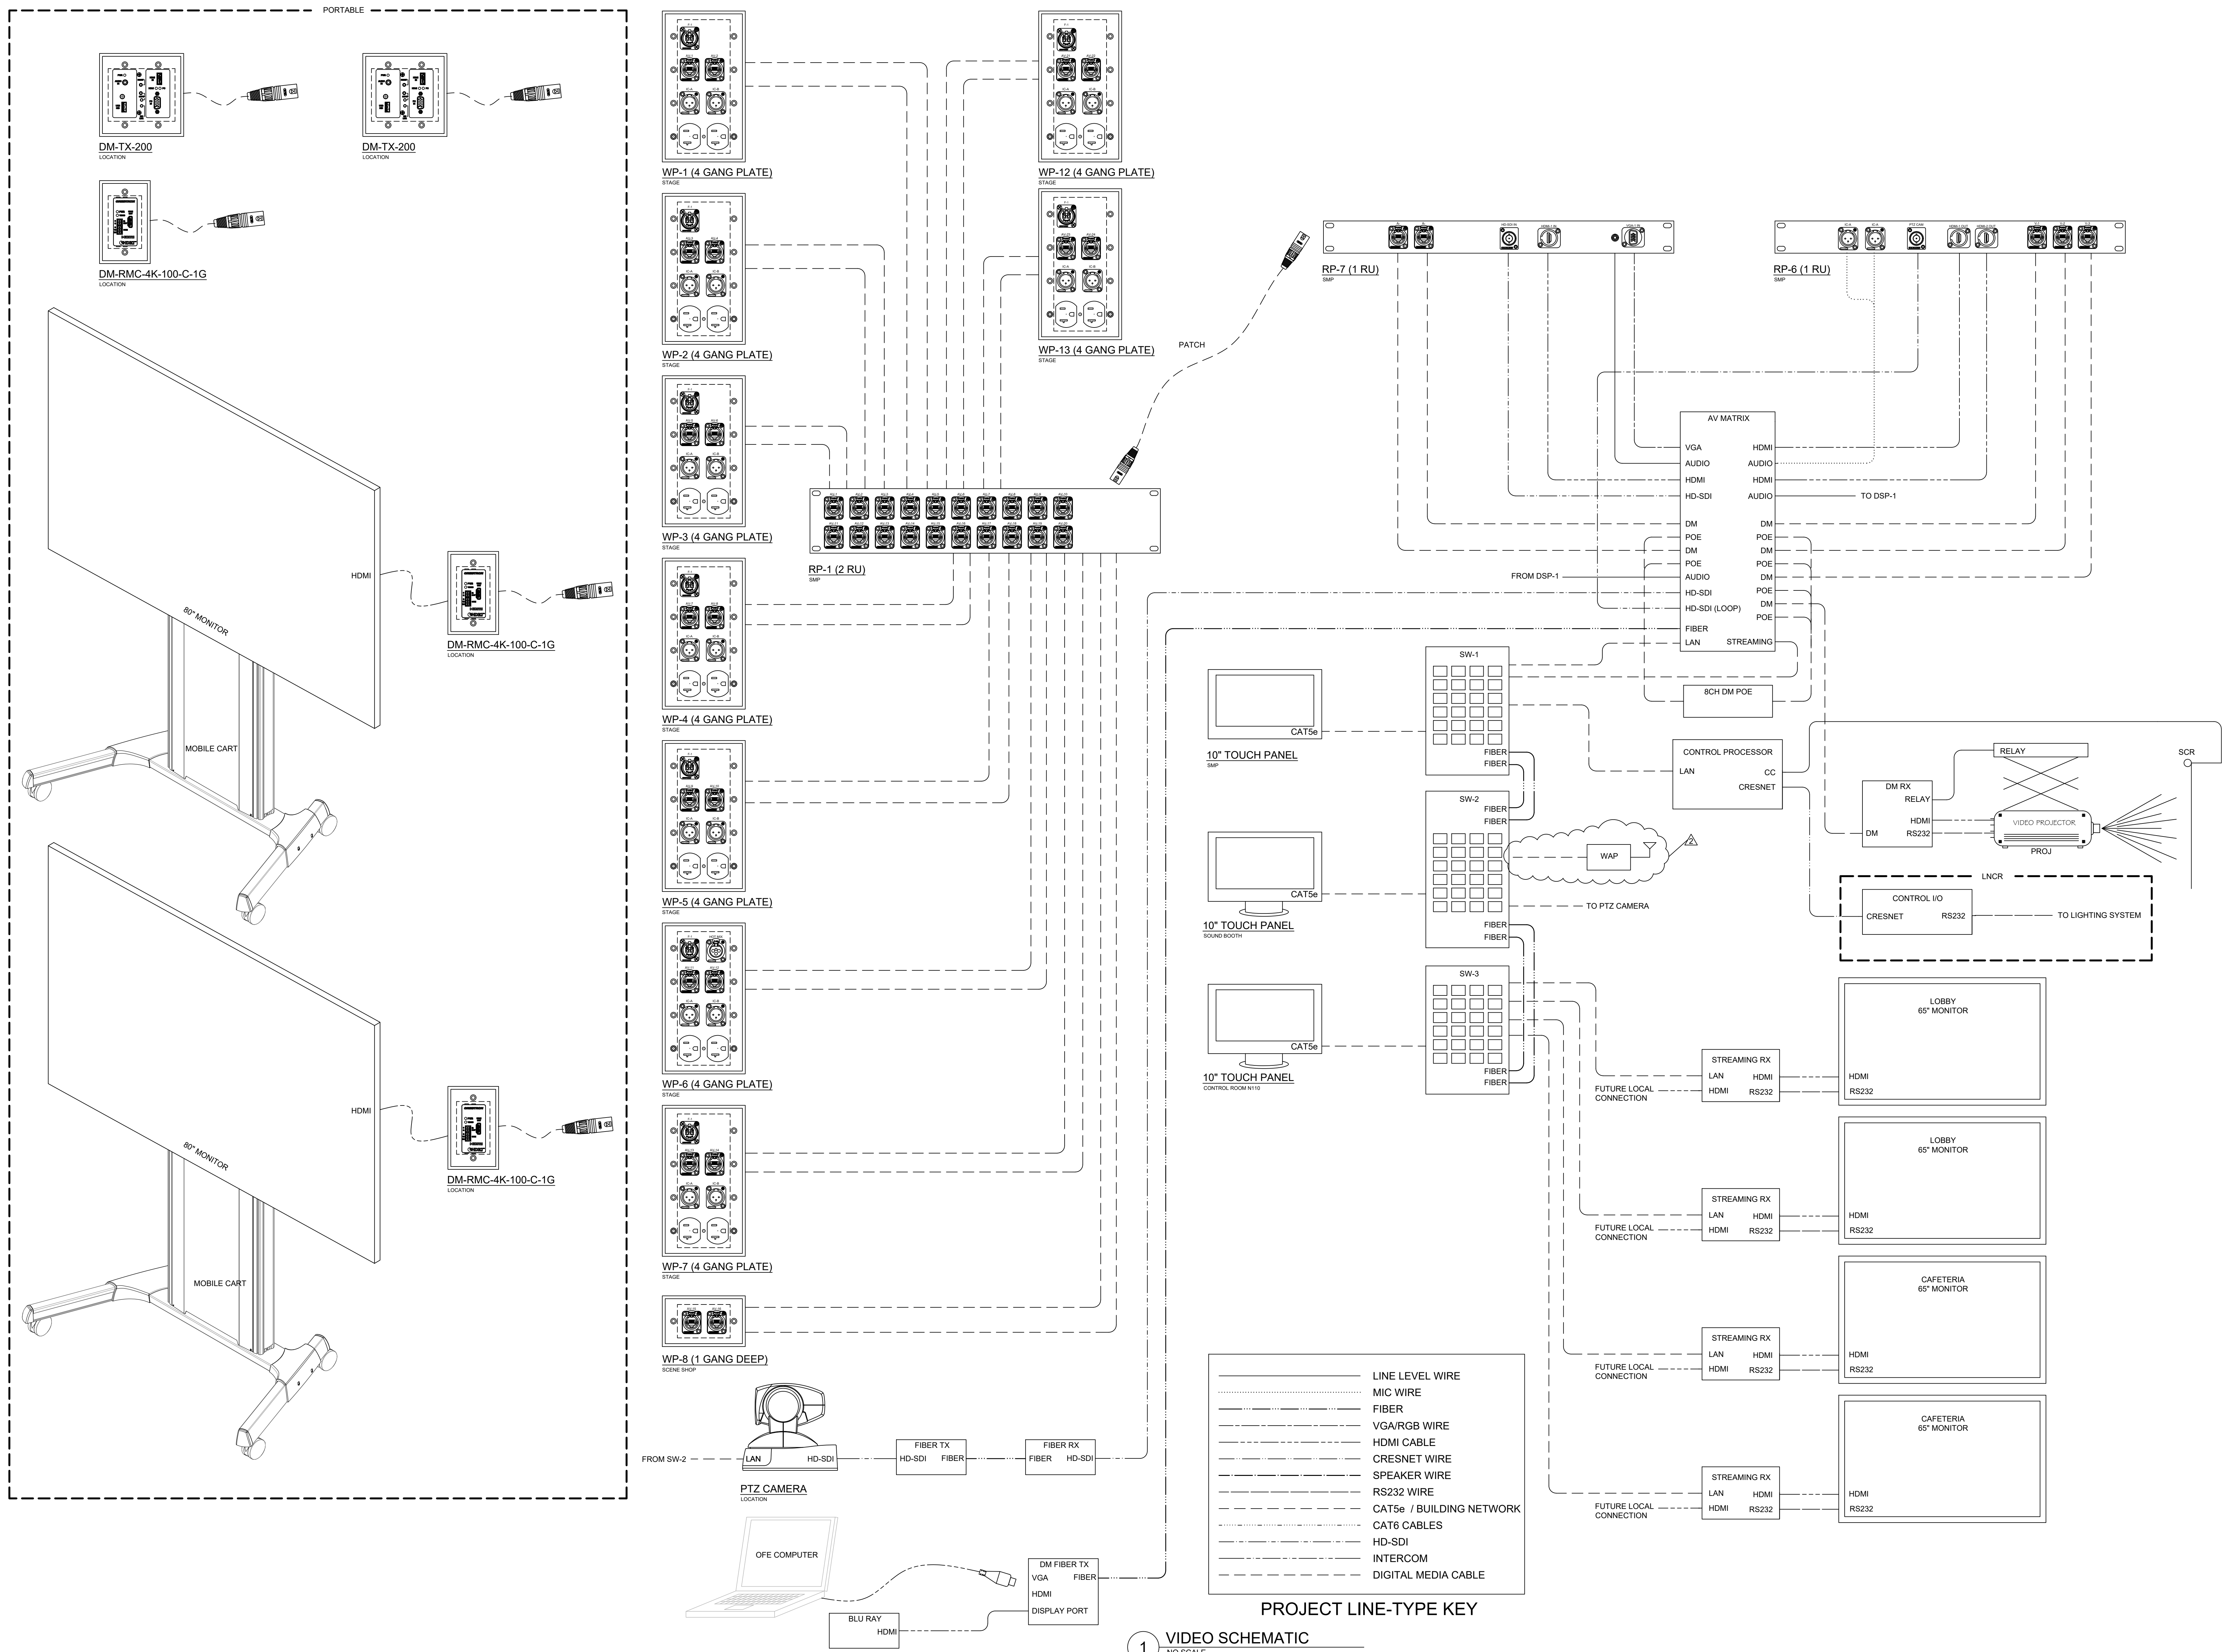 PORTABLE
DM-TX-200
LOCATION
DM-TX-200
LOCATION
DM-RMC-4K-100-C-1G
LOCATION
HDMI
80" MONITOR
MOBILE CART
DM-RMC-4K-100-C-1G
LOCATION
HDMI
80" MONITOR
MOBILE CART
DM-RMC-4K-100-C-1G
LOCATION
WP-1 (4 GANG PLATE)
STAGE
WP-2 (4 GANG PLATE)
STAGE
WP-3 (4 GANG PLATE)
STAGE
WP-4 (4 GANG PLATE)
STAGE
WP-5 (4 GANG PLATE)
STAGE
WP-6 (4 GANG PLATE)
STAGE
WP-7 (4 GANG PLATE)
STAGE
WP-8 (1 GANG DEEP)
SCENE SHOP
WP-12 (4 GANG PLATE)
STAGE
WP-13 (4 GANG PLATE)
STAGE
PATCH
RP-1 (2 RU)
SMP
RP-7 (1 RU)
SMP
RP-6 (1 RU)
SMP
PTZ CAM
AV MATRIX
VGA HDMI
AUDIO AUDIO
HDMI HDMI
HD-SDI AUDIO
TO DSP-1
DM DM
POE POE
DM DM
POE POE
FROM DSP-1
AUDIO DM
HD-SDI POE
HD-SDI (LOOP) DM
POE
FIBER
LAN STREAMING
8CH DM POE
SW-1
FIBER
FIBER
CAT5e
10" TOUCH PANEL
SMP
SW-2
FIBER
FIBER
WAP
2
TO PTZ CAMERA
FIBER
FIBER
CAT5e
10" TOUCH PANEL
SOUND BOOTH
SW-3
FIBER
FIBER
CAT5e
10" TOUCH PANEL
CONTROL ROOM N110
CONTROL PROCESSOR
LAN
CC
CRESNET
DM RX
RELAY
HDMI
DM RS232
RELAY
VIDEO PROJECTOR
PROJ
SCR
LNCR
CONTROL I/O
CRESNET RS232
TO LIGHTING SYSTEM
STREAMING RX
LAN HDMI
HDMI RS232
FUTURE LOCAL
CONNECTION
LOBBY
65" MONITOR
HDMI
RS232
STREAMING RX
LAN HDMI
HDMI RS232
FUTURE LOCAL
CONNECTION
LOBBY
65" MONITOR
HDMI
RS232
STREAMING RX
LAN HDMI
HDMI RS232
FUTURE LOCAL
CONNECTION
CAFETERIA
65" MONITOR
HDMI
RS232
STREAMING RX
LAN HDMI
HDMI RS232
FUTURE LOCAL
CONNECTION
CAFETERIA
65" MONITOR
HDMI
RS232
FROM SW-2
LAN HD-SDI
PTZ CAMERA
LOCATION
FIBER TX
HD-SDI FIBER
FIBER RX
FIBER HD-SDI
OFE COMPUTER
BLU RAY
HDMI
DM FIBER TX
VGA FIBER
HDMI
DISPLAY PORT
LINE LEVEL WIRE
MIC WIRE
FIBER
VGA/RGB WIRE
HDMI CABLE
CRESNET WIRE
SPEAKER WIRE
RS232 WIRE
CAT5e / BUILDING NETWORK
CAT6 CABLES
HD-SDI
INTERCOM
DIGITAL MEDIA CABLE
PROJECT LINE-TYPE KEY
1
VIDEO SCHEMATIC
NO SCALE